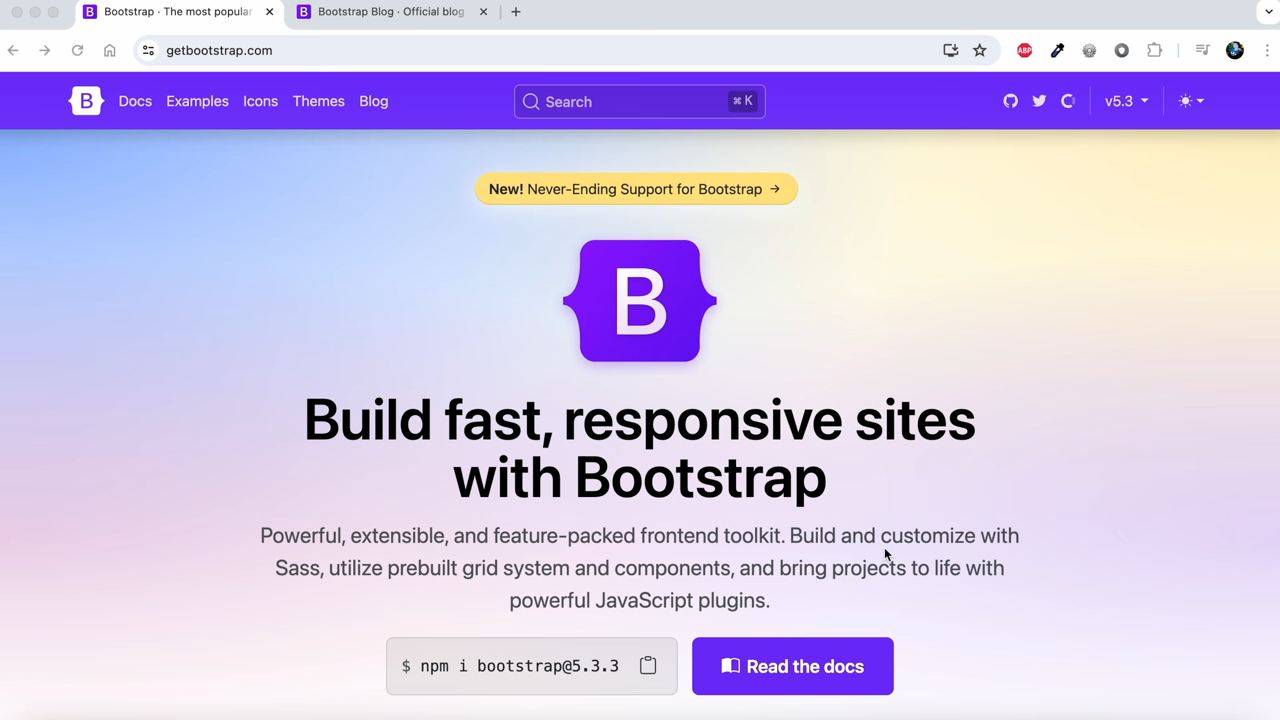 Bootstrap · The most popular
Bootstrap Blog · Official blog
getbootstrap.com
ABP
B
Docs
Examples
Icons
Themes
Blog
Search
⌘ K
v5.3
New! Never-Ending Support for Bootstrap →
B
Build fast, responsive sites
with Bootstrap
Powerful, extensible, and feature-packed frontend toolkit. Build and customize with
Sass, utilize prebuilt grid system and components, and bring projects to life with
powerful JavaScript plugins.
$ npm i bootstrap@5.3.3
Read the docs